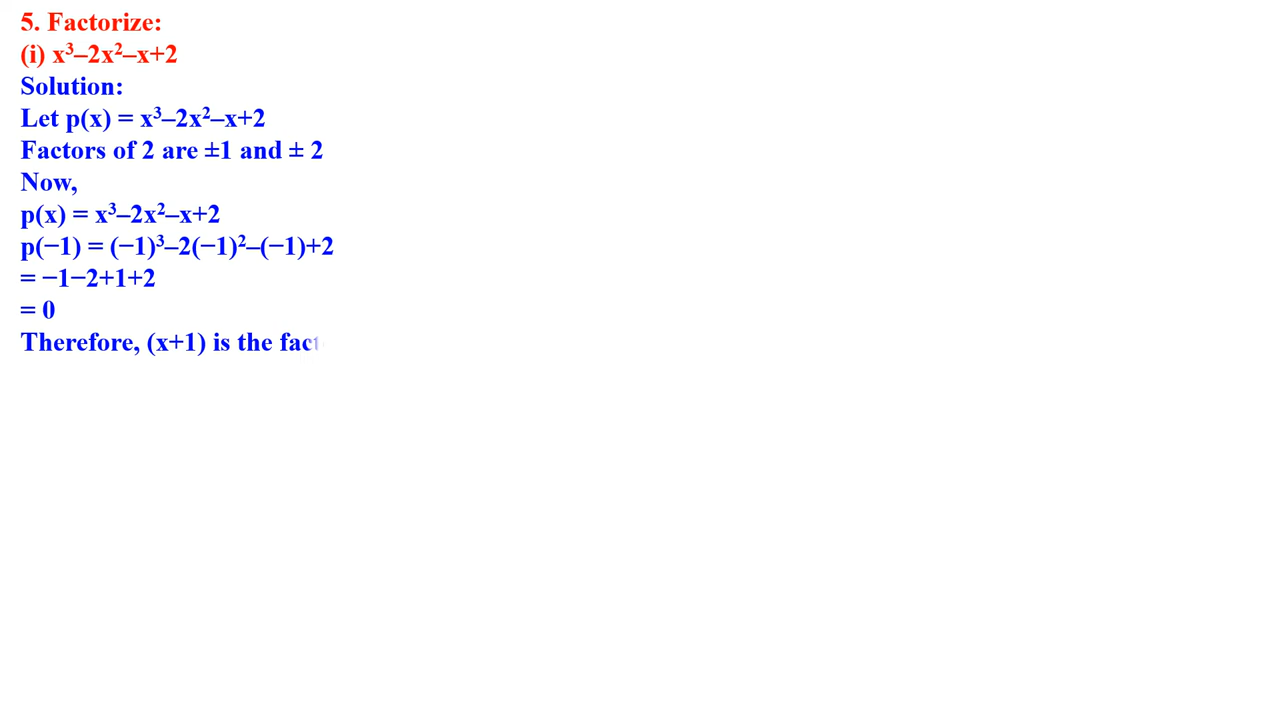 5. Factorize:
(i) x³–2x²–x+2
Solution:
Let p(x) = x³–2x²–x+2
Factors of 2 are ±1 and ± 2
Now,
p(x) = x³–2x²–x+2
p(−1) = (−1)³–2(−1)²–(−1)+2
= −1−2+1+2
= 0
Therefore, (x+1) is the fact